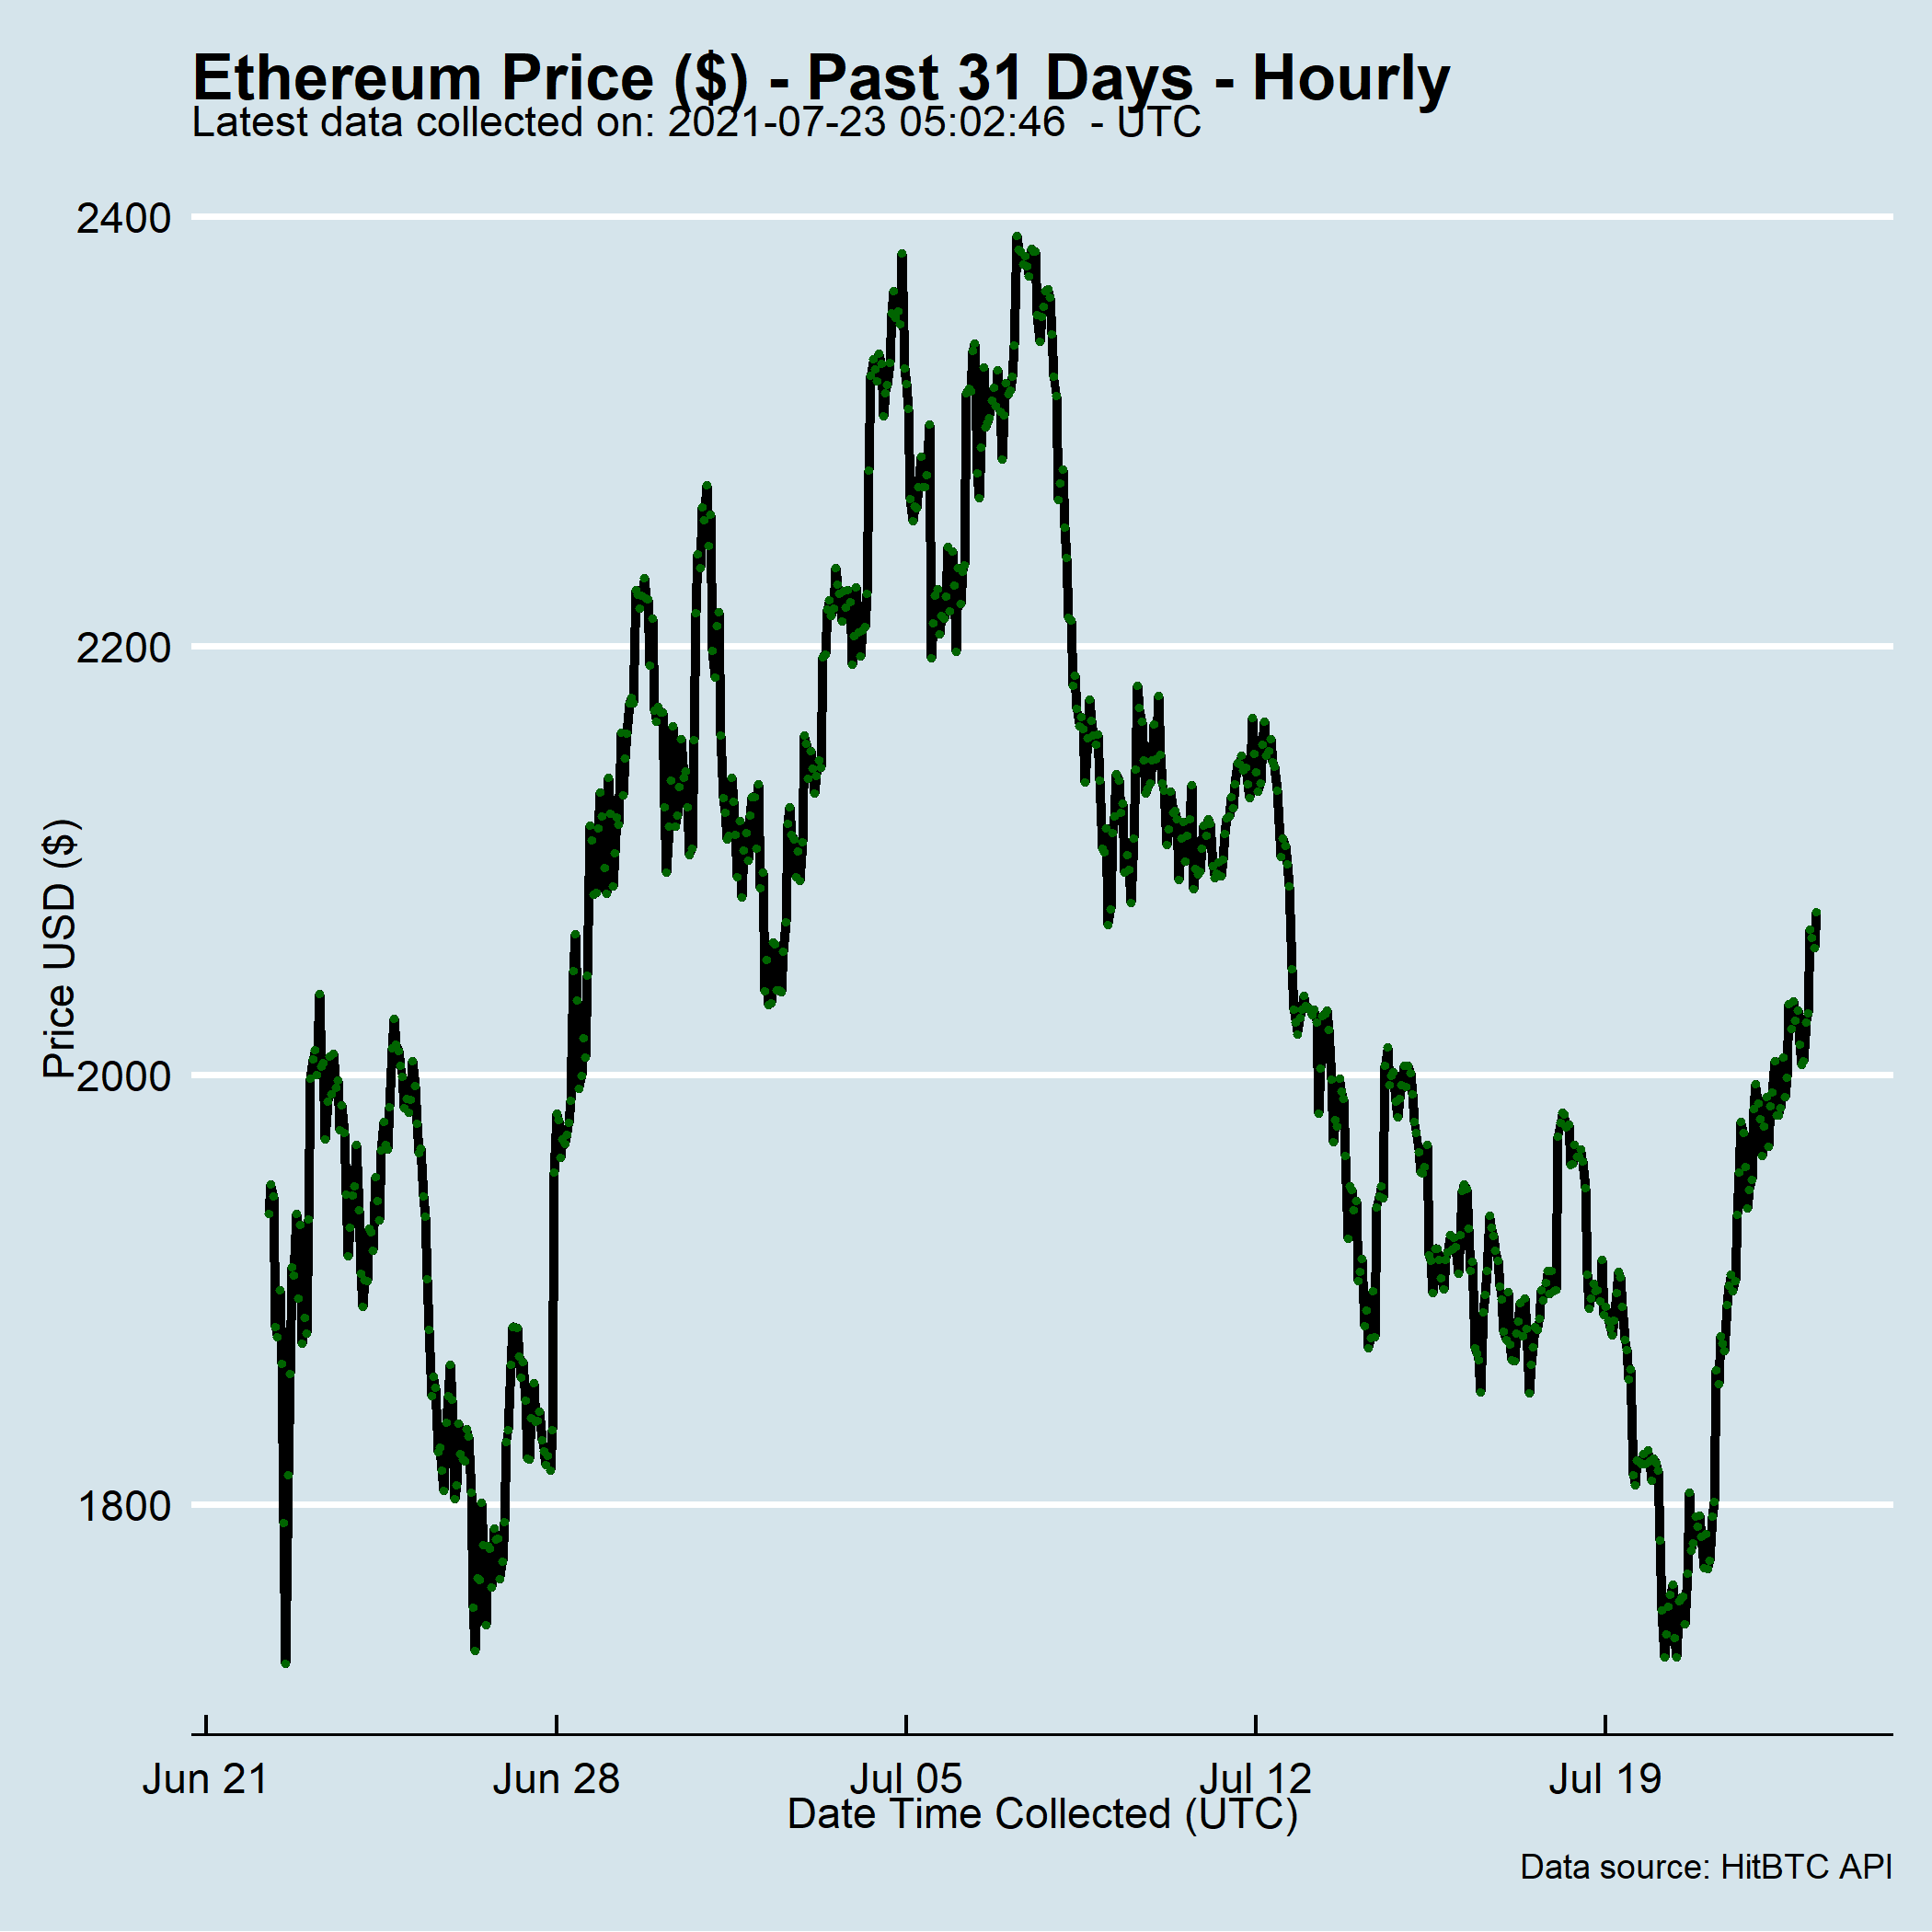 Ethereum Price ($) - Past 31 Days - Hourly
Latest data collected on: 2021-07-23 05:02:46  - UTC
2400
2200
2000
1800
Price USD ($)
Jun 21 Jun 28 Jul 05 Jul 12 Jul 19
Date Time Collected (UTC)
Data source: HitBTC API